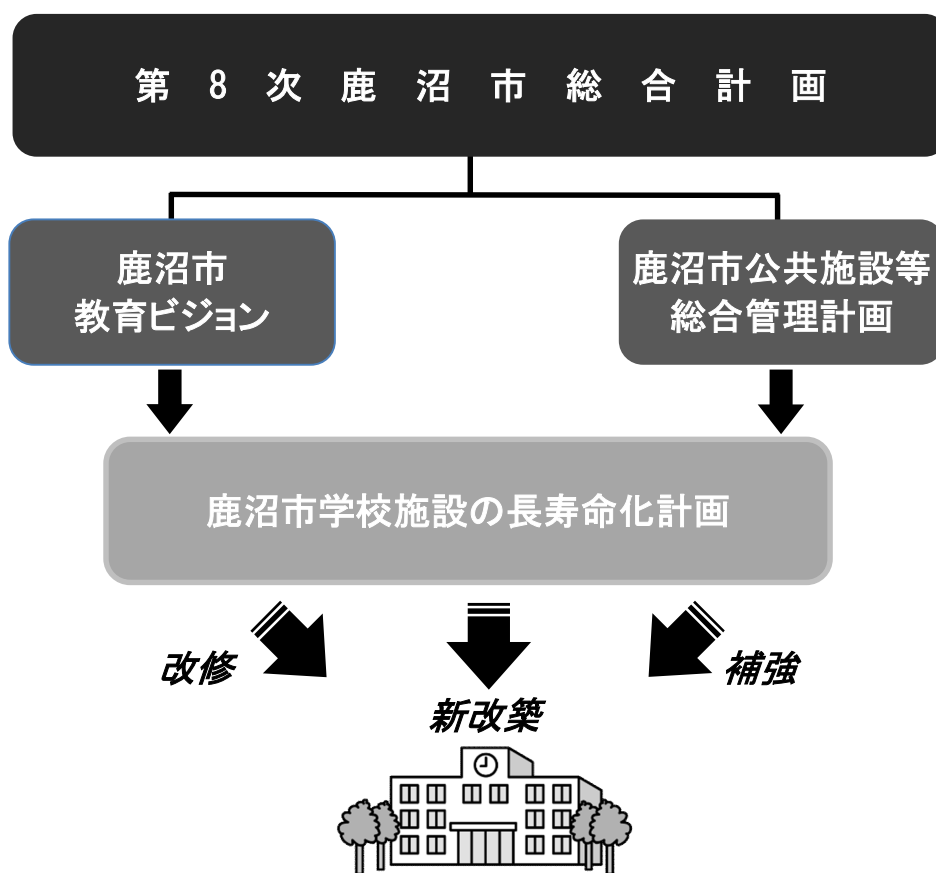 第8次鹿沼市総合計画
鹿沼市
教育ビジョン
鹿沼市公共施設等
総合管理計画
鹿沼市学校施設の長寿命化計画
改修
補強
新改築